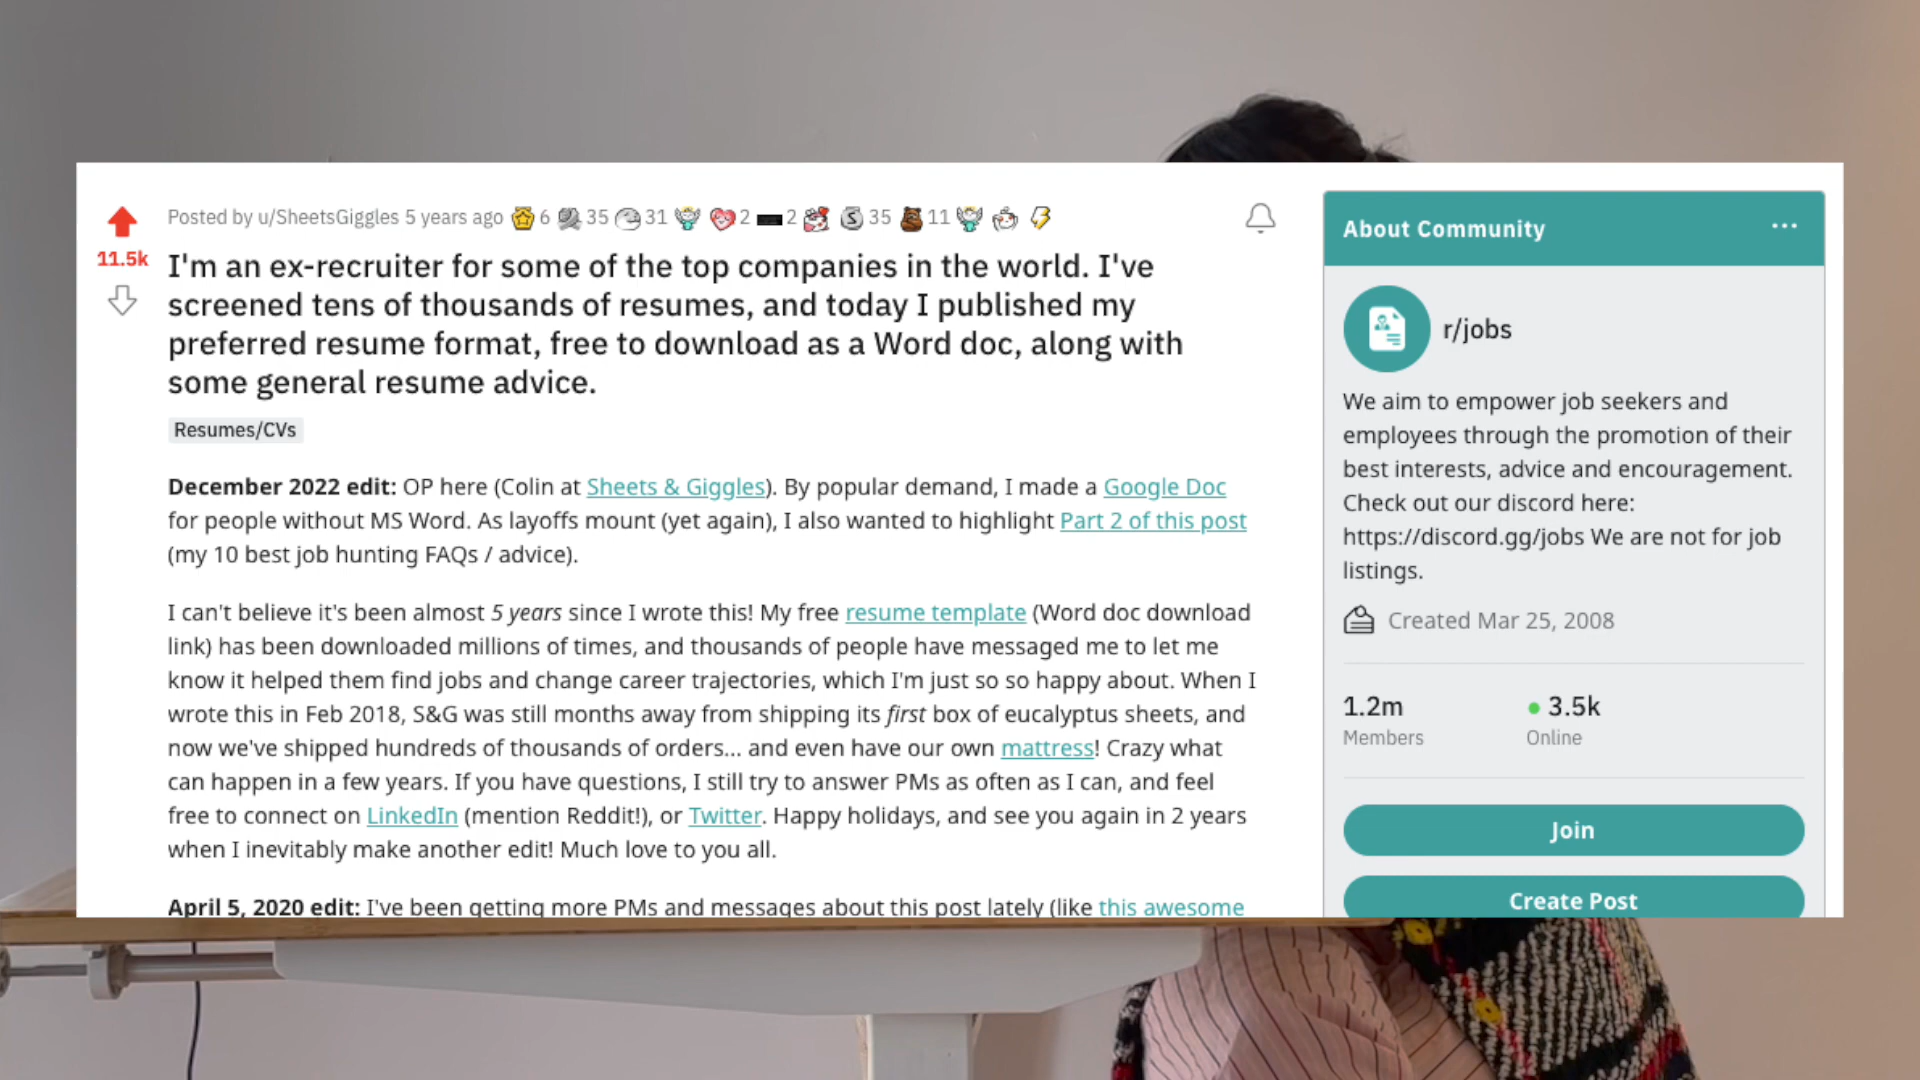 Posted by u/SheetsGiggles 5 years ago 6 35 31 2 2 35 11
11.5k
I'm an ex-recruiter for some of the top companies in the world. I've
screened tens of thousands of resumes, and today I published my
preferred resume format, free to download as a Word doc, along with
some general resume advice.
Resumes/CVs
December 2022 edit: OP here (Colin at Sheets & Giggles). By popular demand, I made a Google Doc
for people without MS Word. As layoffs mount (yet again), I also wanted to highlight Part 2 of this post
(my 10 best job hunting FAQs / advice).
I can't believe it's been almost 5 years since I wrote this! My free resume template (Word doc download
link) has been downloaded millions of times, and thousands of people have messaged me to let me
know it helped them find jobs and change career trajectories, which I'm just so so happy about. When I
wrote this in Feb 2018, S&G was still months away from shipping its first box of eucalyptus sheets, and
now we've shipped hundreds of thousands of orders... and even have our own mattress! Crazy what
can happen in a few years. If you have questions, I still try to answer PMs as often as I can, and feel
free to connect on LinkedIn (mention Reddit!), or Twitter. Happy holidays, and see you again in 2 years
when I inevitably make another edit! Much love to you all.
April 5, 2020 edit: I've been getting more PMs and messages about this post lately (like this awesome
About Community
r/jobs
We aim to empower job seekers and
employees through the promotion of their
best interests, advice and encouragement.
Check out our discord here:
https://discord.gg/jobs We are not for job
listings.
Created Mar 25, 2008
1.2m 3.5k
Members Online
Join
Create Post